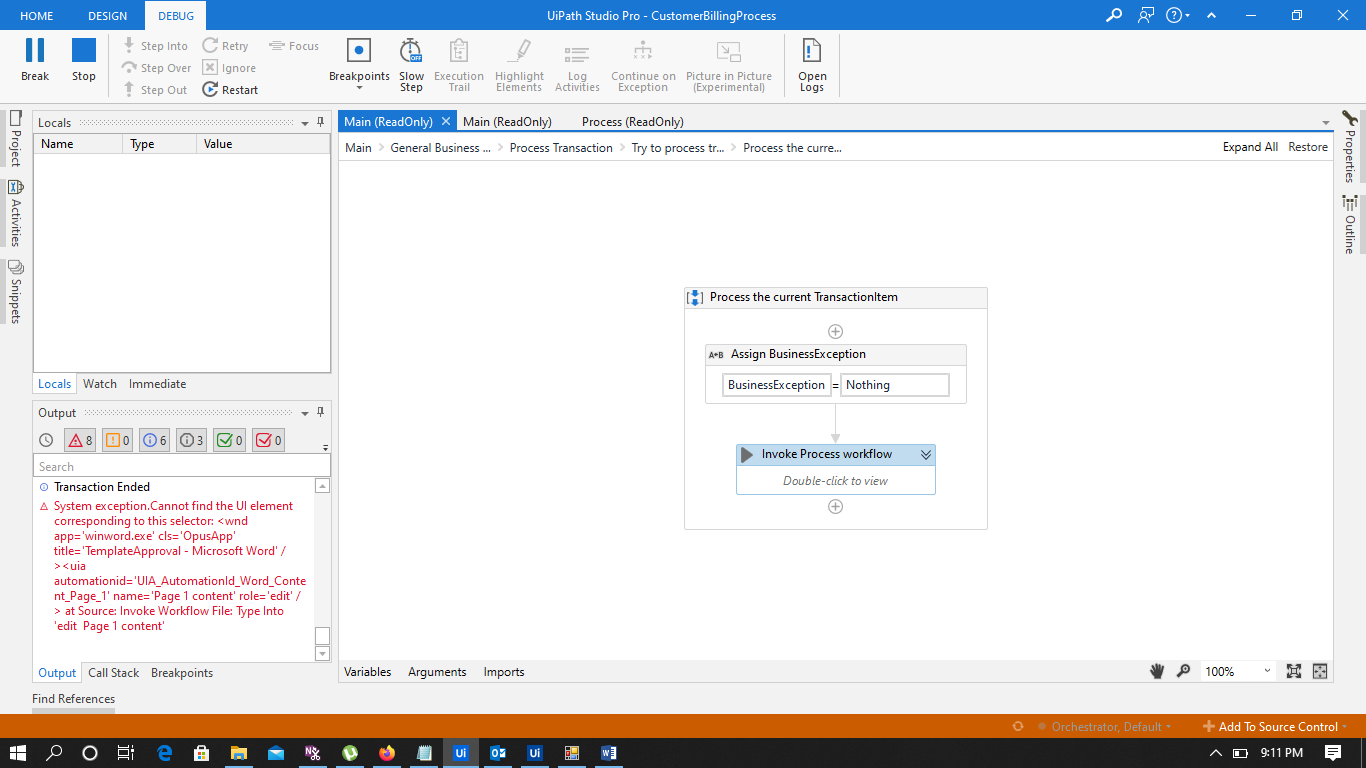 HOME DESIGN DEBUG UiPath Studio Pro - CustomerBillingProcess
Break Stop Step Into Retry Focus
Step Over Ignore
Step Out Restart
Breakpoints Slow Step Execution Trail Highlight Elements Log Activities Continue on Exception Picture in Picture (Experimental) Open Logs
Project
Activities
Snippets
Locals
Name Type Value
Locals Watch Immediate
Output
8 0 6 3 0 0
Search
Transaction Ended
System exception.Cannot find the UI element
corresponding to this selector: <wnd
app='winword.exe' cls='OpusApp'
title='TemplateApproval - Microsoft Word' /
><uia
automationid='UIA_AutomationId_Word_Conte
nt_Page_1' name='Page 1 content' role='edit' /
> at Source: Invoke Workflow File: Type Into
'edit  Page 1 content'
Output Call Stack Breakpoints
Find References
Main (ReadOnly) Main (ReadOnly) Process (ReadOnly)
Main General Business ... Process Transaction Try to process tr... Process the curre... Expand All Restore
Process the current TransactionItem
A+B Assign BusinessException
BusinessException = Nothing
Invoke Process workflow
Double-click to view
Variables Arguments Imports 100%
Properties
Outline
Orchestrator, Default Add To Source Control
Ui Ui 9:11 PM